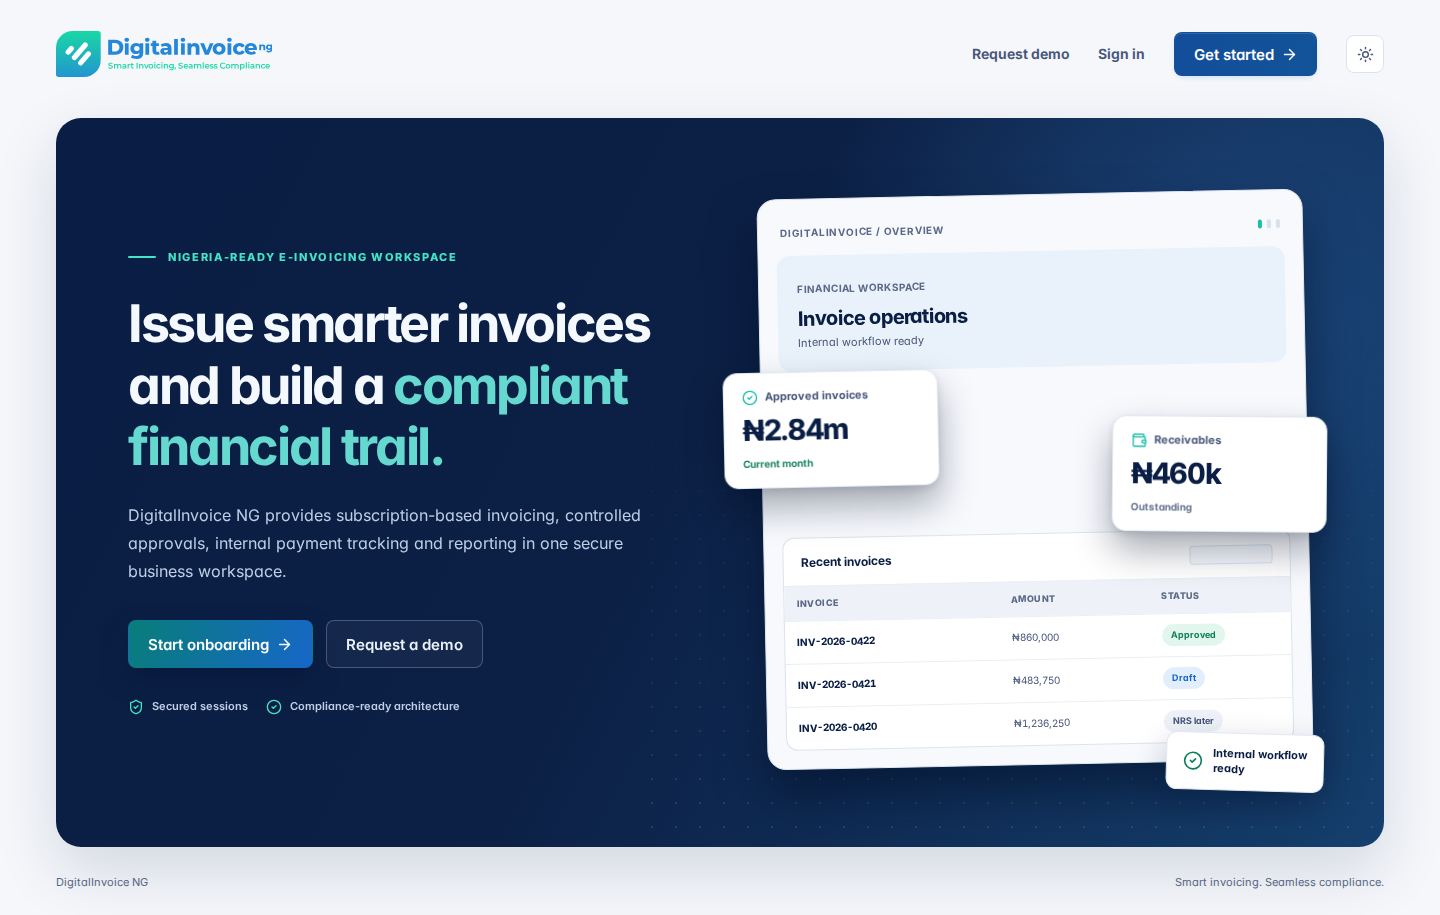 Digitalinvoice ng
Smart Invoicing, Seamless Compliance
Request demo
Sign in
Get started
NIGERIA-READY E-INVOICING WORKSPACE
Issue smarter invoices
and build a compliant
financial trail.
DigitalInvoice NG provides subscription-based invoicing, controlled
approvals, internal payment tracking and reporting in one secure
business workspace.
Start onboarding
Request a demo
Secured sessions
Compliance-ready architecture
DIGITALINVOICE / OVERVIEW
FINANCIAL WORKSPACE
Invoice operations
Internal workflow ready
Approved invoices
₦2.84m
Current month
Receivables
₦460k
Outstanding
Recent invoices
INVOICE AMOUNT STATUS
INV-2026-0422 ₦860,000 Approved
INV-2026-0421 ₦483,750 Draft
INV-2026-0420 ₦1,236,250 NRS later
Internal workflow
ready
DigitalInvoice NG
Smart invoicing. Seamless compliance.